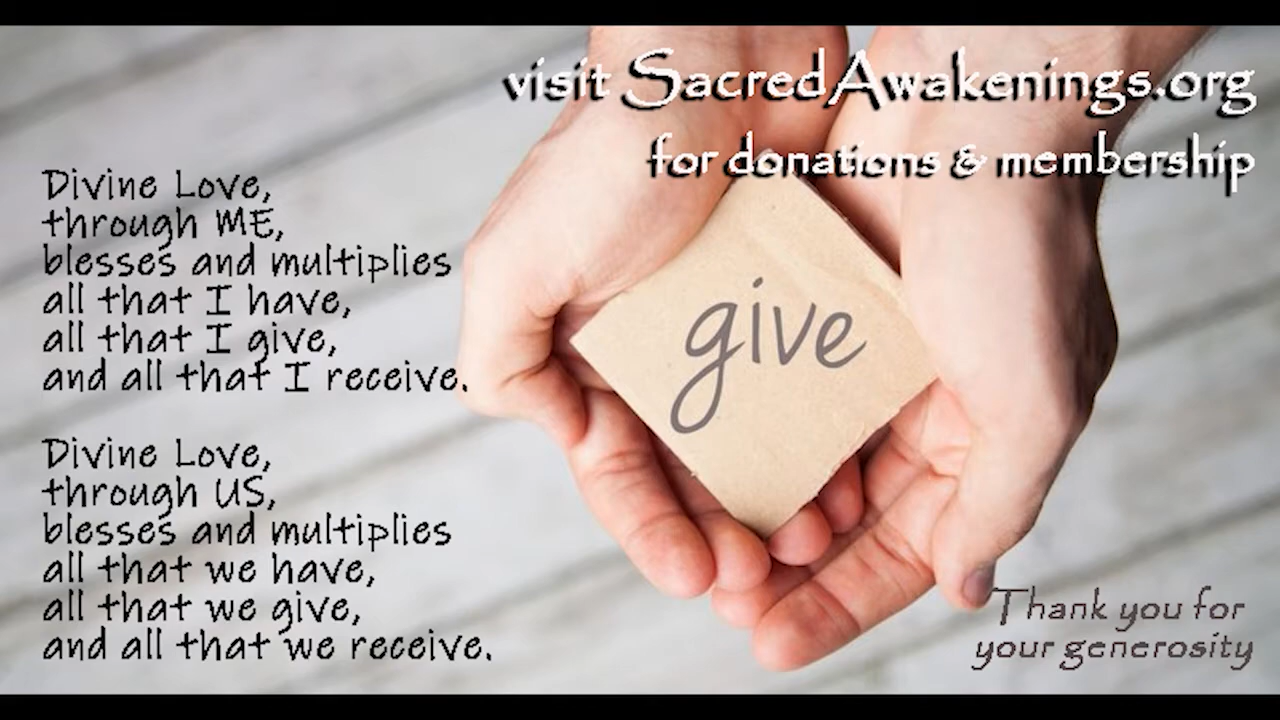 visit SacredAwakenings.org
for donations & membership
Divine Love,
through ME,
blesses and multiplies
all that I have,
all that I give,
and all that I receive.
Divine Love,
through US,
blesses and multiplies
all that we have,
all that we give,
and all that we receive.
give
Thank you for
your generosity